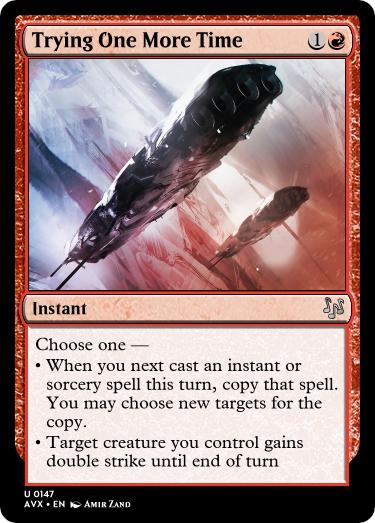 Trying One More Time
1
Instant
Choose one —
• When you next cast an instant or
sorcery spell this turn, copy that spell.
You may choose new targets for the
copy.
• Target creature you control gains
double strike until end of turn
U 0147
AVX • EN Amir Zand